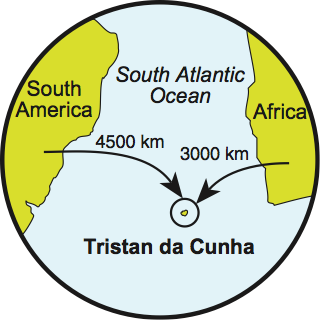 South Atlantic
Ocean
South
America
Africa
4500 km
3000 km
Tristan da Cunha